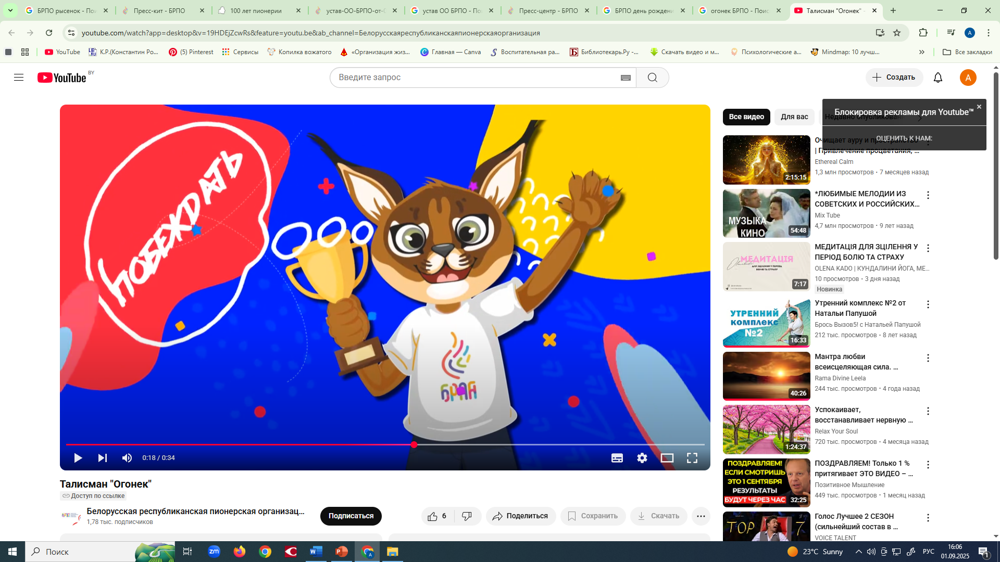 БРПО рысенок - Пои
Пресс-кит - БРПО
100 лет пионерии
устав-ОО-БРПО-от-0
устав ОО БРПО - По
Пресс-центр - БРПО
БРПО день рождени
огонек БРПО - Поис
Талисман "Огонек" -
youtube.com/watch?app=desktop&v=19HDEjZcwRs&feature=youtu.be&ab_channel=Белорусскаяреспубликанскаяпионерскаяорганизация
YouTube
К.Р.(Константин Ро...
(5) Pinterest
Сервисы
Копилка вожатого
«Организация жиз...
Главная — Canva
Воспитательная ра...
Библиотекарь.Ру -...
Скачать видео и м...
Психологические а...
Mindmap: 10 лучш...
Все закладки
YouTube BY
Введите запрос
Создать
А
Блокировка рекламы для Youtube™
ОЦЕНИТЬ К НАМ:
Все видео
Для вас
Недавно опубликован
ПОБЕЖДАТЬ
БРПО
0:18 / 0:34
Талисман "Огонек"
Доступ по ссылке
Белорусская республиканская пионерская организац...
1,78 тыс. подписчиков
Подписаться
6
Поделиться
Сохранить
Скачать
Очищает ауру и пространство
| Привлечение процветания, ...
Ethereal Calm
1,3 млн просмотров • 7 месяцев назад
2:15:15
*ЛЮБИМЫЕ МЕЛОДИИ ИЗ
СОВЕТСКИХ И РОССИЙСКИХ...
Mix Tube
4,7 млн просмотров • 9 лет назад
МУЗЫКА
КИНО
54:48
МЕДИТАЦІЯ ДЛЯ ЗЦІЛЕННЯ У
ПЕРІОД БОЛЮ ТА СТРАХУ
OLENA KADO | КУНДАЛИНИ ЙОГА, МЕ...
10 просмотров • 3 дня назад
Новинка
МЕДИТАЦІЯ
ДЛЯ ЗЦІЛЕННЯ У ПЕРІОД
БОЛЮ ТА СТРАХУ
7:17
Утренний комплекс №2 от
Натальи Папушой
Брось Вызов5! с Натальей Папушой
212 тыс. просмотров • 8 лет назад
УТРЕННИЙ
КОМПЛЕКС
№2
16:33
Мантра любви
всеисцеляющая сила. ...
Rama Divine Leela
244 тыс. просмотров • 4 года назад
40:26
Успокаивает,
восстанавливает нервную ...
Relax Your Soul
720 тыс. просмотров • 4 месяца назад
1:24:37
ПОЗДРАВЛЯЕМ! Только 1 %
притягивает ЭТО ВИДЕО – ...
Позитивное Мышление
449 тыс. просмотров • 1 месяц назад
ПОЗДРАВЛЯЕМ!
ЕСЛИ СМОТРИШЬ
ЭТО 1 СЕНТЯБРЯ
РЕЗУЛЬТАТЫ
БУДУТ ЧЕРЕЗ ЧАС
32:25
Голос Лучшее 2 СЕЗОН
(сильнейший состав в ...
VOICE TALENT
TOP 7
Поиск
23°C Sunny
РУС
16:06
01.09.2025
1